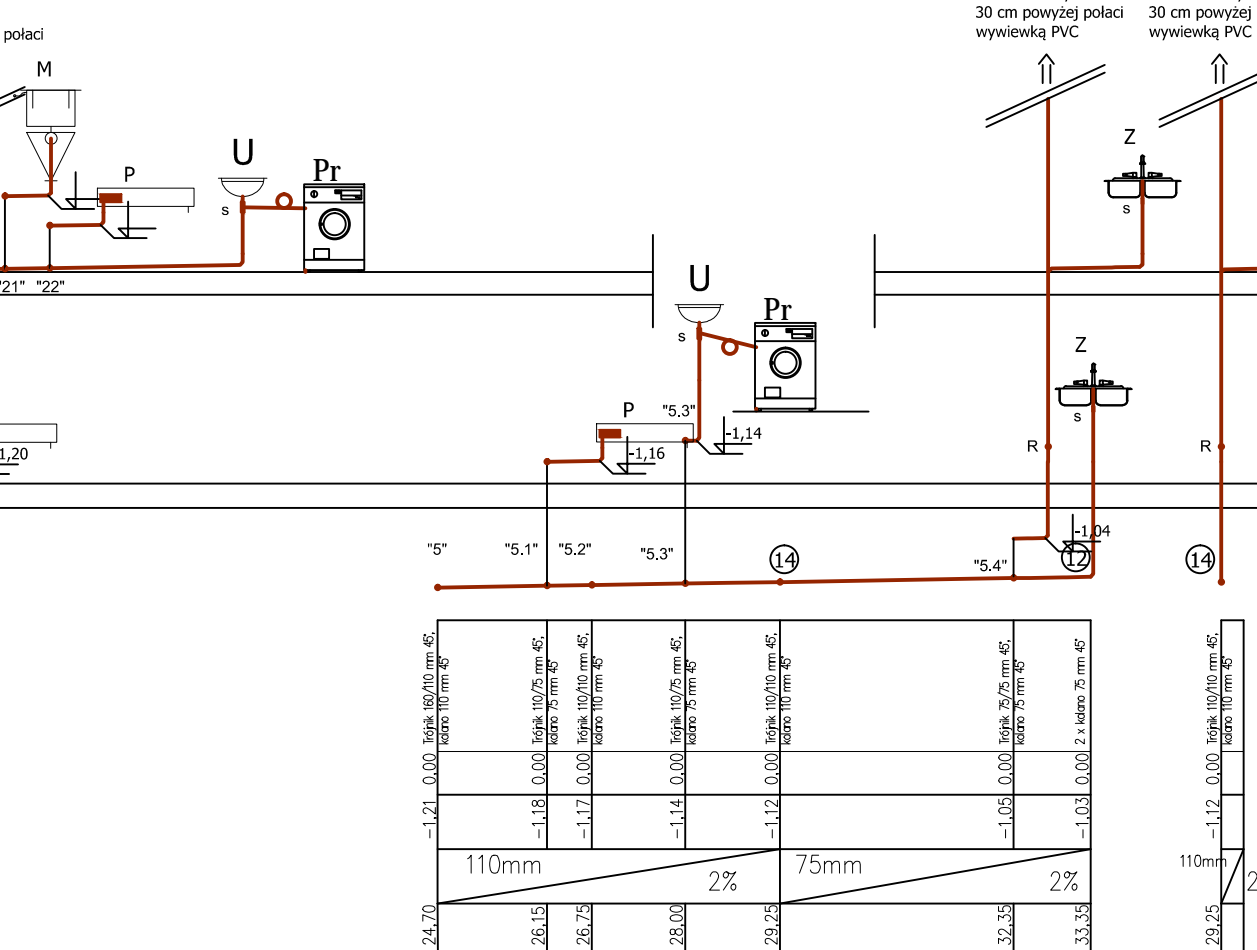 30 cm powyżej połaci
wywiewką PVC
30 cm powyżej
wywiewką PVC
połaci
M
P
U
Pr
s
Z
s
"21" "22"
U
Pr
s
Z
s
P
"5.3"
-1,14
-1,16
1,20
R
R
-1,04
"5"
"5.1"
"5.2"
"5.3"
14
"5.4"
12
14
Trójnik 160/110 mm 45°,
kolano 110 mm 45°
Trójnik 110/75 mm 45°,
kolano 75 mm 45°
Trójnik 110/110 mm 45°,
kolano 110 mm 45°
Trójnik 110/75 mm 45°,
kolano 75 mm 45°
Trójnik 110/110 mm 45°,
kolano 110 mm 45°
Trójnik 75/75 mm 45°,
kolano 75 mm 45°
2 x kolano 75 mm 45°
Trójnik 110/110 mm 45°,
kolano 110 mm 45°
0.00
0.00
0.00
0.00
0.00
0.00
0.00
0.00
-1.21
-1.18
-1.17
-1.14
-1.12
-1.05
-1.03
-1.12
110mm
2%
75mm
2%
110mm
2
24.70
26.15
26.75
28.00
29.25
32.35
33.35
29.25